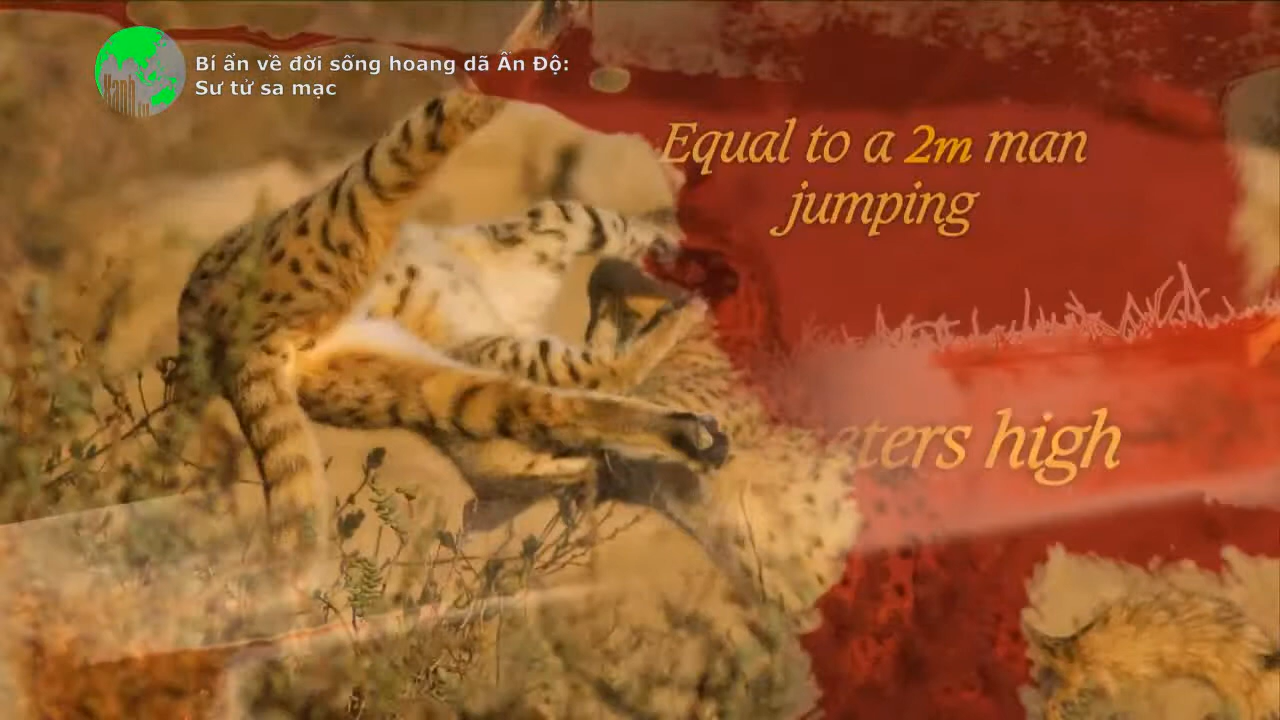 Bí ẩn về đời sống hoang dã Ấn Độ:
Sư tử sa mạc
Equal to a 2m man
jumping
high